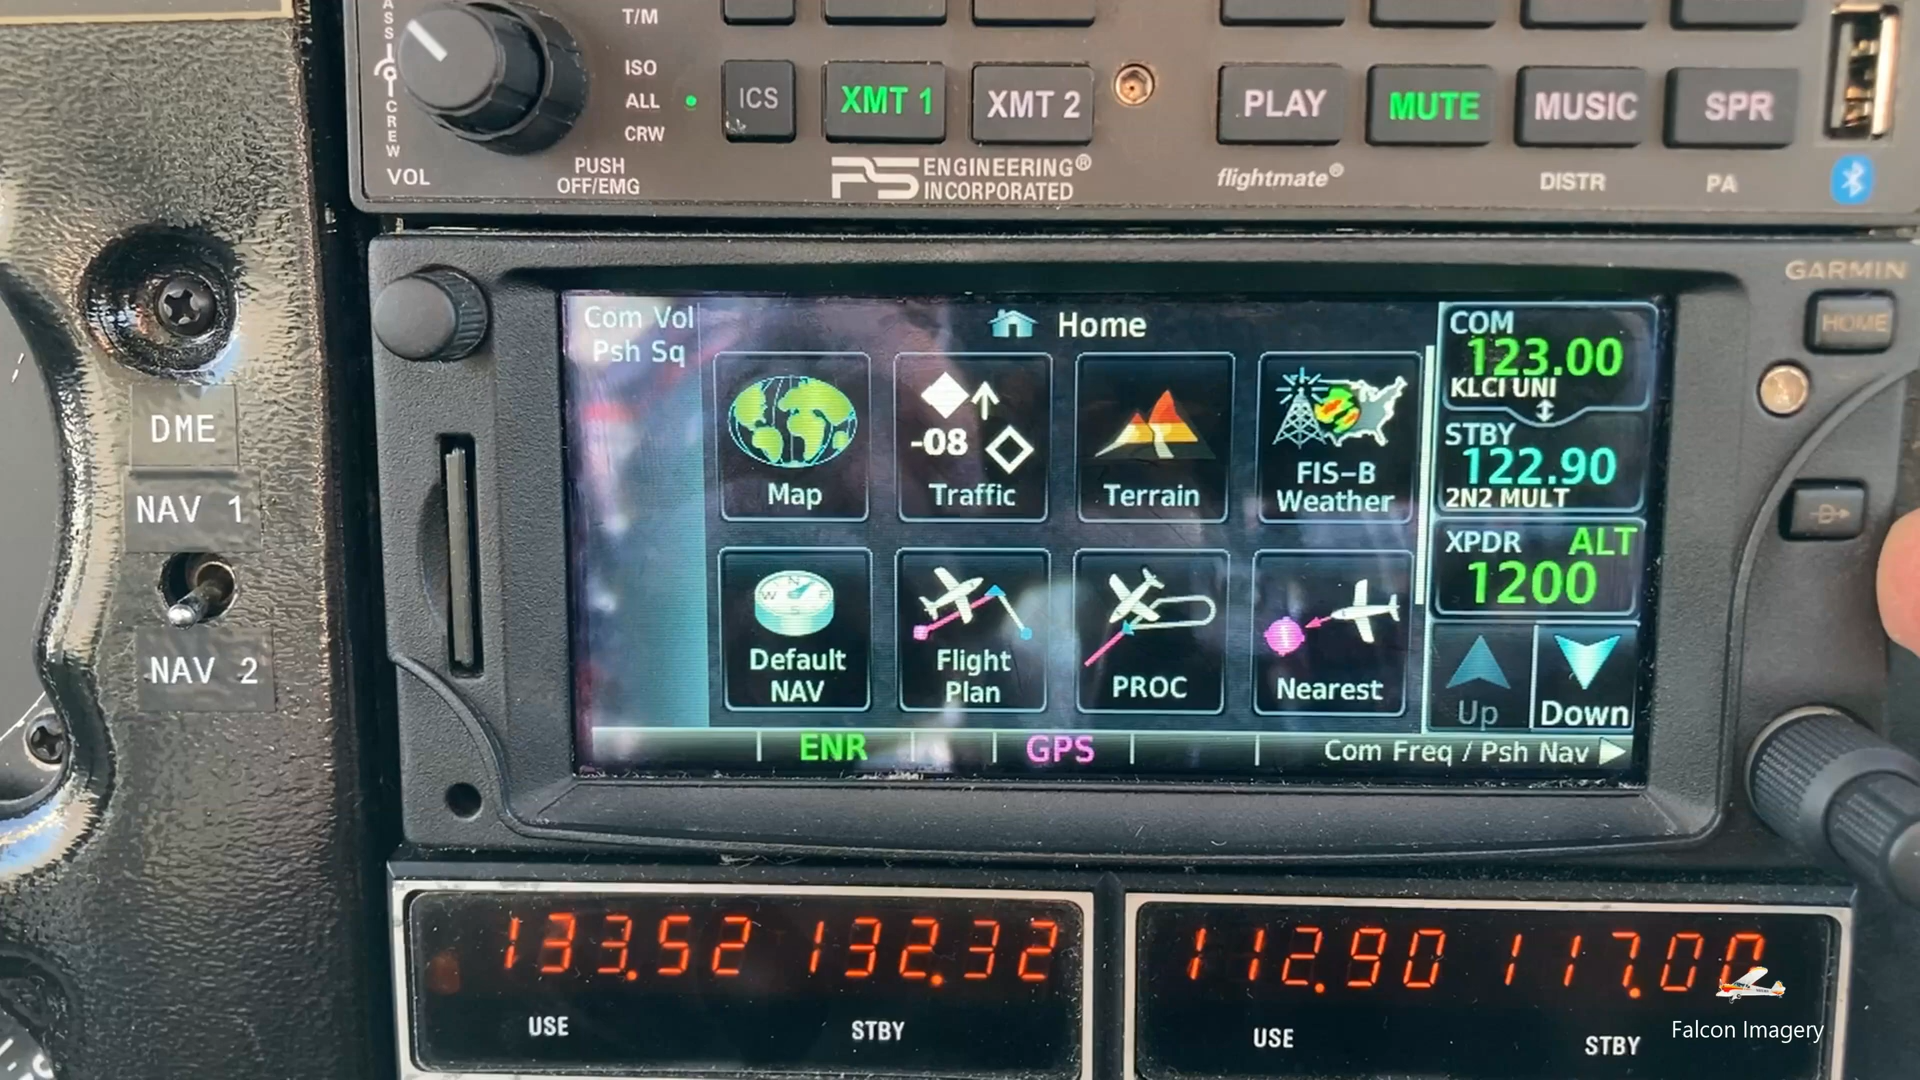 T/M
ISO
ALL
CRW
VOL
PUSH
OFF/EMG
CREW
ICS
XMT 1
XMT 2
PS ENGINEERING®
INCORPORATED
PLAY
MUTE
MUSIC
SPR
flightmate®
DISTR
PA
DME
NAV 1
NAV 2
GARMIN
HOME
Com Vol
Psh Sq
Home
Map
-08
Traffic
Terrain
FIS-B
Weather
N
W
E
S
Default
NAV
Flight
Plan
PROC
Nearest
COM
123.00
KLCI UNI
STBY
122.90
2N2 MULT
XPDR ALT
1200
Up
Down
ENR
GPS
Com Freq / Psh Nav
133.52 132.32
USE
STBY
112.90 117.00
USE
STBY
Falcon Imagery